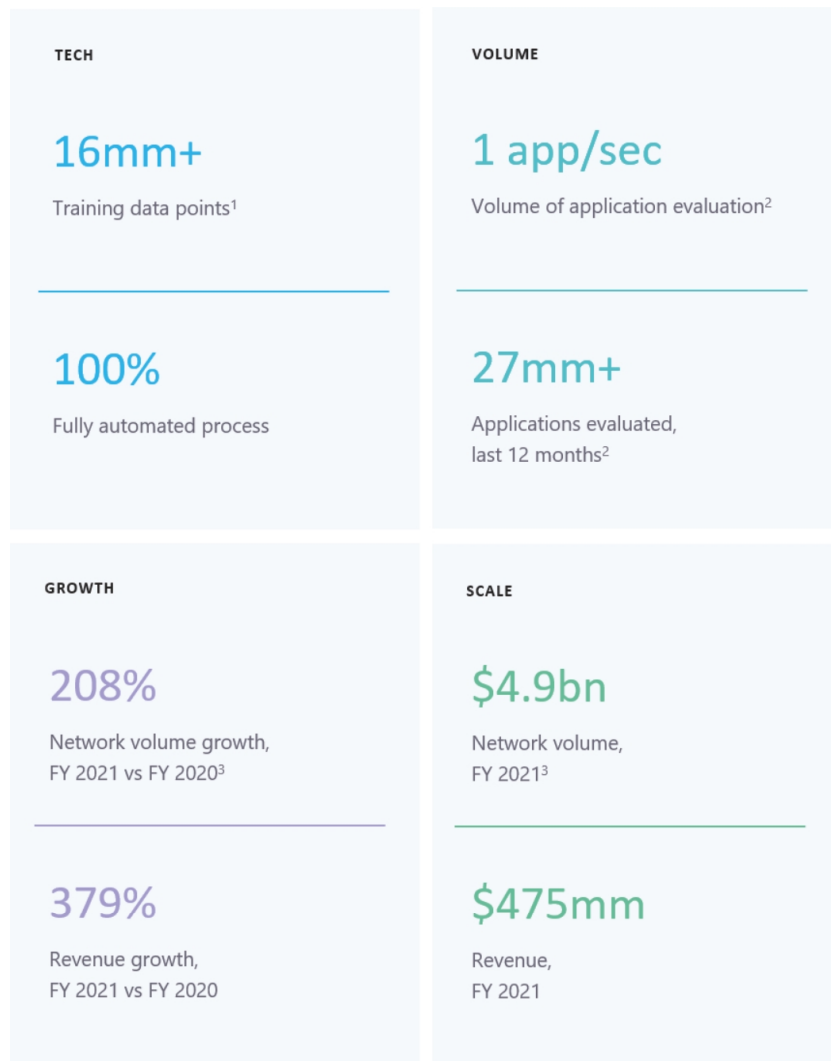 TECH
16mm+
Training data points¹
100%
Fully automated process
VOLUME
1 app/sec
Volume of application evaluation²
27mm+
Applications evaluated,
last 12 months²
GROWTH
208%
Network volume growth,
FY 2021 vs FY 2020³
379%
Revenue growth,
FY 2021 vs FY 2020
SCALE
$4.9bn
Network volume,
FY 2021³
$475mm
Revenue,
FY 2021